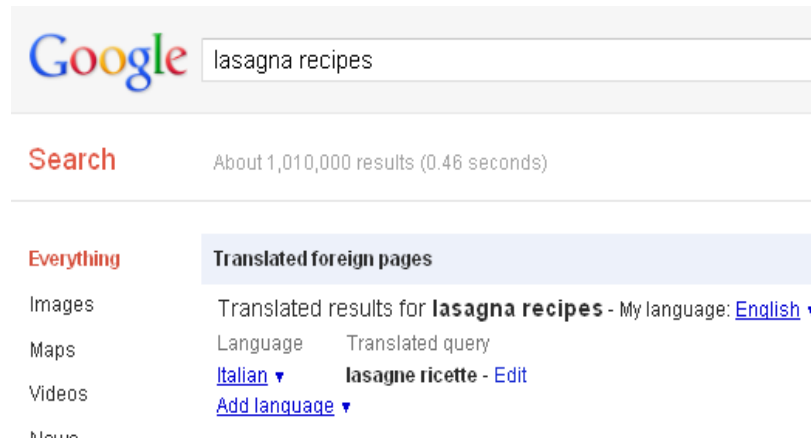 Google lasagna recipes
Search About 1,010,000 results (0.46 seconds)
Everything Translated foreign pages
Images Translated results for lasagna recipes - My language: English ▼
Maps Language Translated query
Italian ▼ lasagne ricette - Edit
Videos
Add language ▼
News